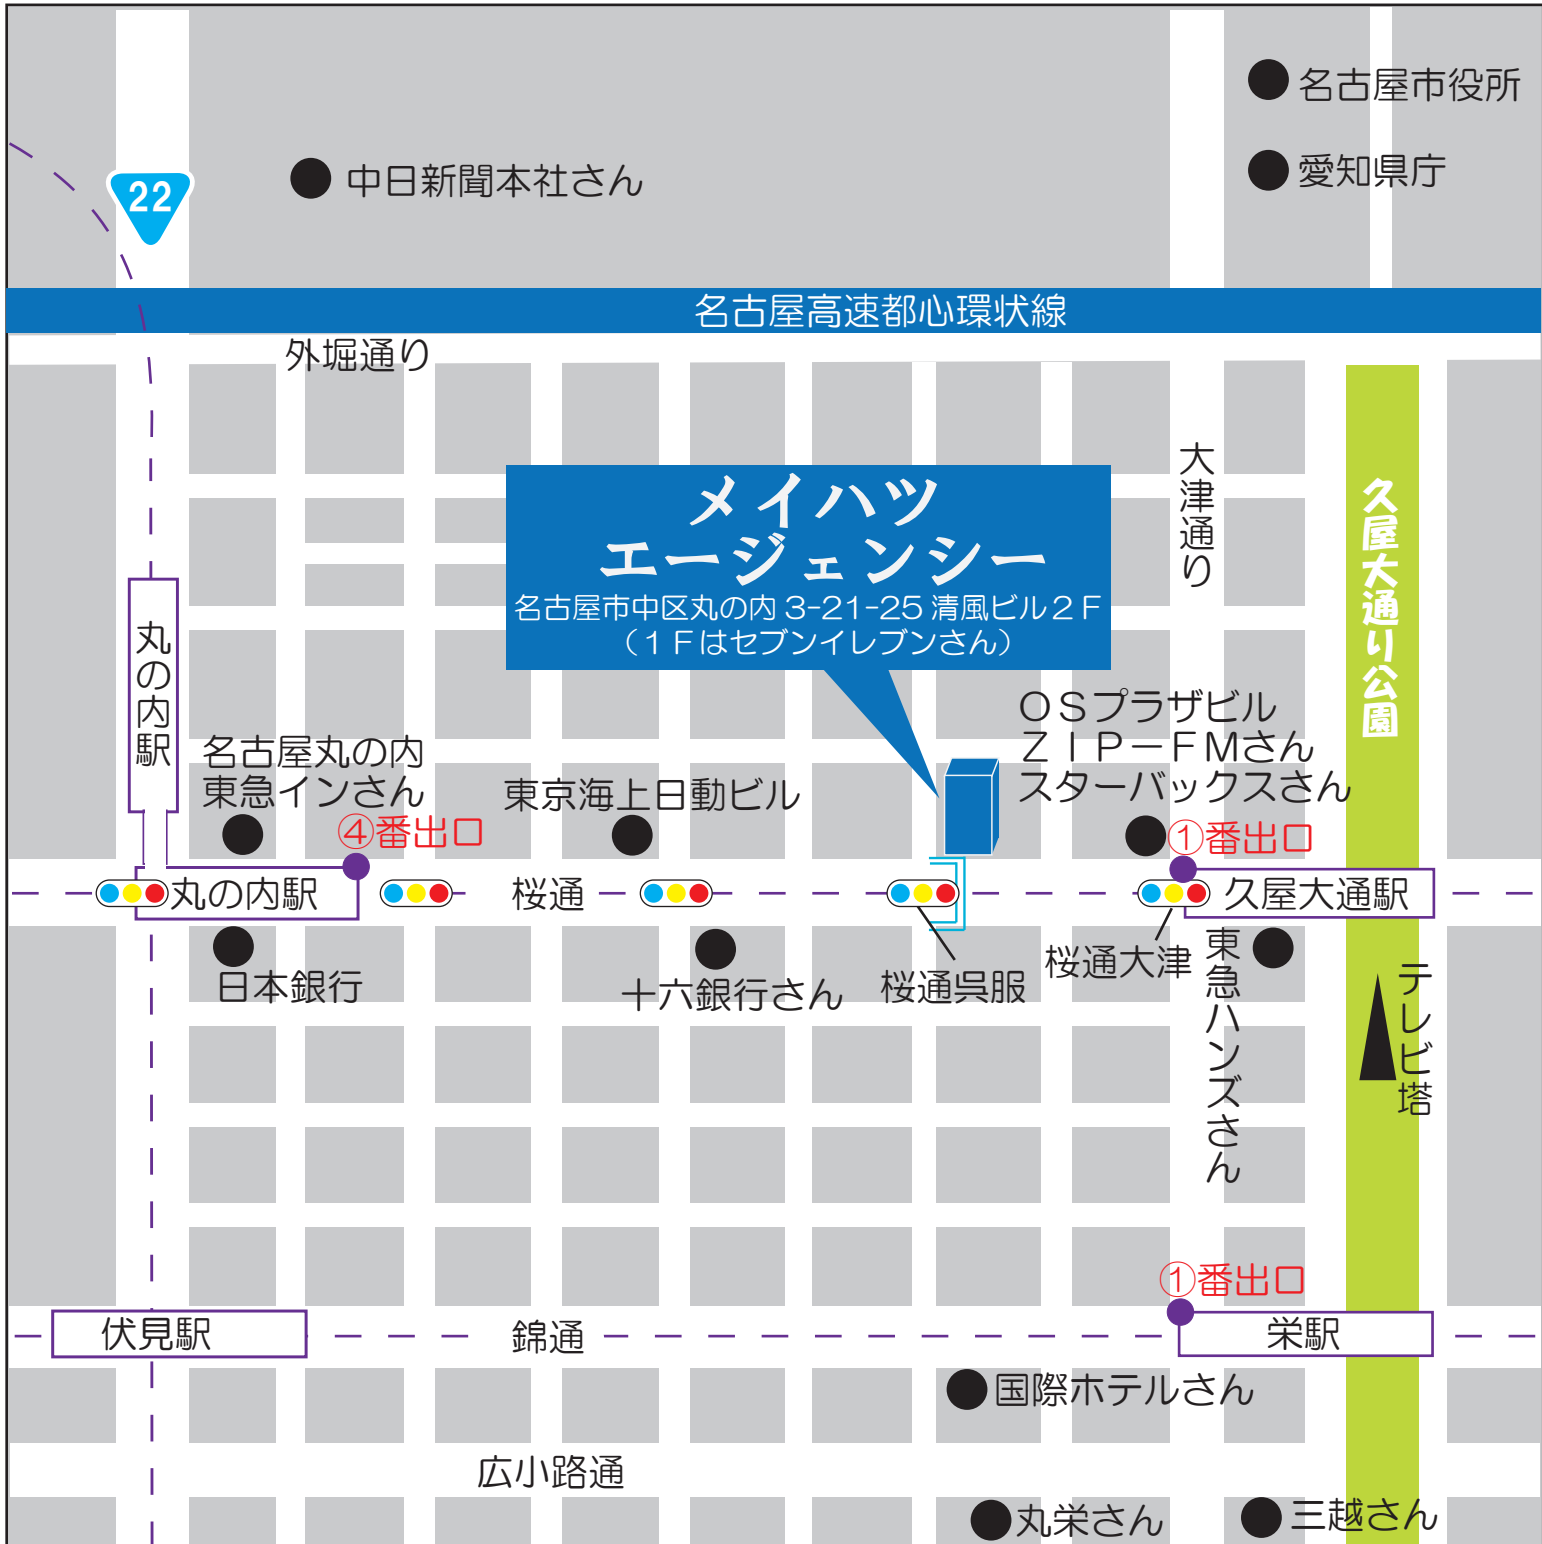 名古屋市役所
愛知県庁
中日新聞本社さん
22
名古屋高速都心環状線
外堀通り
大津通り
久屋大通り公園
メイハツ
エージェンシー
名古屋市中区丸の内 3-21-25 清風ビル２Ｆ
（１Ｆはセブンイレブンさん）
丸の内駅
名古屋丸の内
東急インさん
④番出口
東京海上日動ビル
ＯＳプラザビル
ＺＩＰ－ＦＭさん
スターバックスさん
①番出口
丸の内駅
桜通
久屋大通駅
日本銀行
十六銀行さん
桜通呉服
桜通大津
東急ハンズさん
テレビ塔
①番出口
伏見駅
錦通
栄駅
国際ホテルさん
広小路通
丸栄さん
三越さん